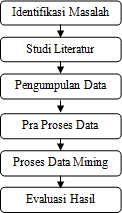 Identifikasi Masalah
Studi Literatur
Pengumpulan Data
Pra Proses Data
Proses Data Mining
Evaluasi Hasil